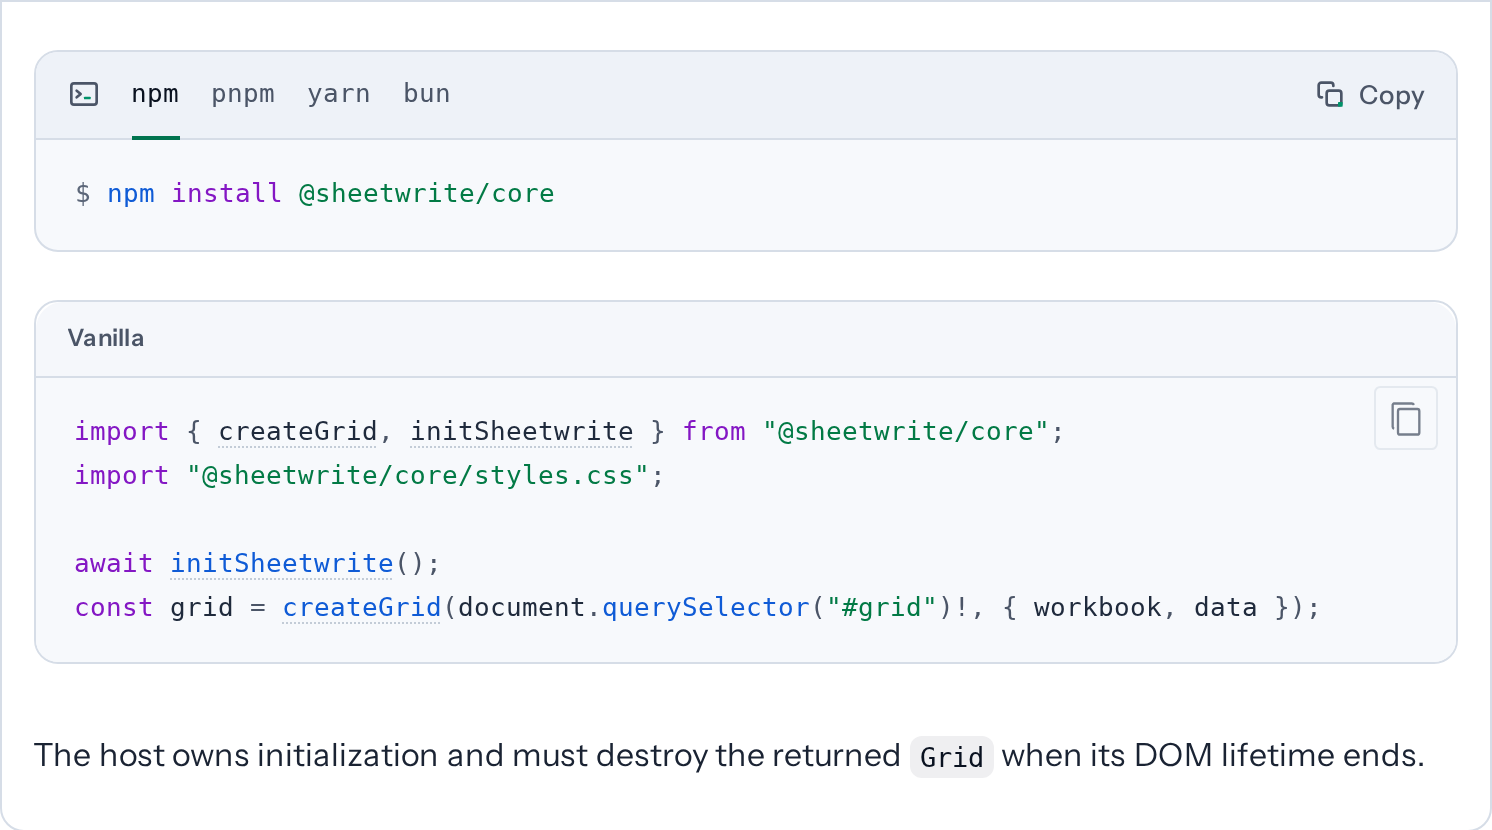 npm pnpm yarn bun Copy
$ npm install @sheetwrite/core
Vanilla
import { createGrid, initSheetwrite } from "@sheetwrite/core";
import "@sheetwrite/core/styles.css";
await initSheetwrite();
const grid = createGrid(document.querySelector("#grid")!, { workbook, data });
The host owns initialization and must destroy the returned Grid when its DOM lifetime ends.